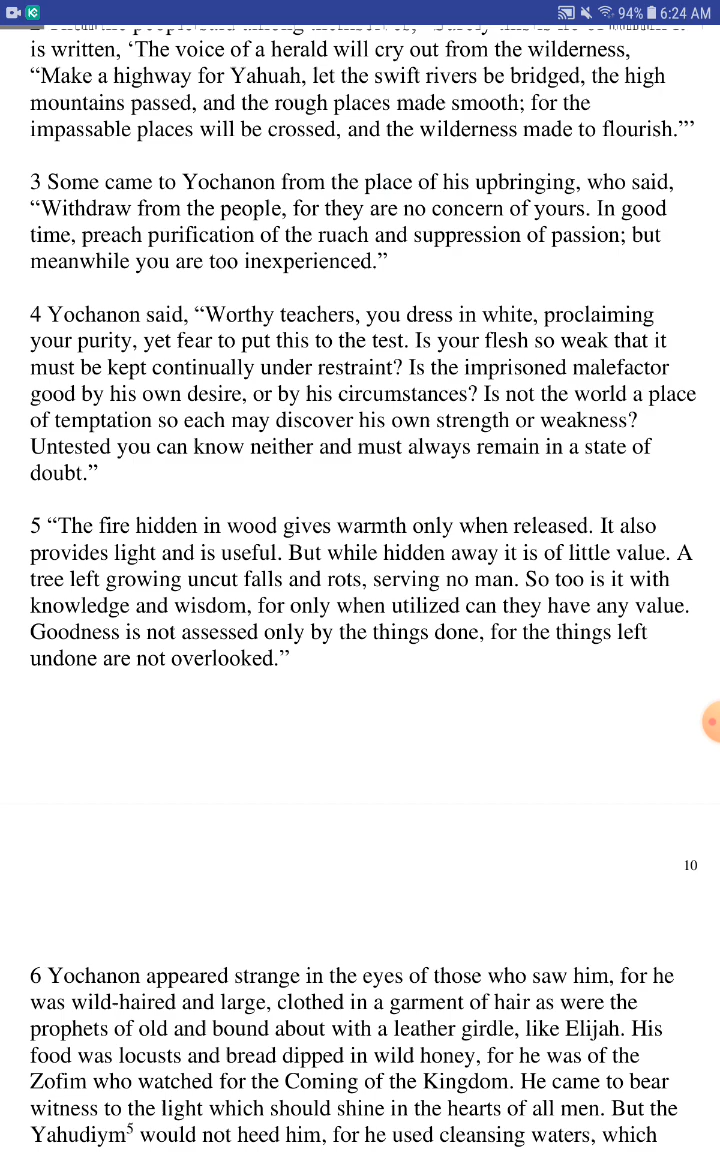 94% 6:24 AM
is written, ‘The voice of a herald will cry out from the wilderness,
“Make a highway for Yahuah, let the swift rivers be bridged, the high
mountains passed, and the rough places made smooth; for the
impassable places will be crossed, and the wilderness made to flourish.”’
3 Some came to Yochanon from the place of his upbringing, who said,
“Withdraw from the people, for they are no concern of yours. In good
time, preach purification of the ruach and suppression of passion; but
meanwhile you are too inexperienced.”
4 Yochanon said, “Worthy teachers, you dress in white, proclaiming
your purity, yet fear to put this to the test. Is your flesh so weak that it
must be kept continually under restraint? Is the imprisoned malefactor
good by his own desire, or by his circumstances? Is not the world a place
of temptation so each may discover his own strength or weakness?
Untested you can know neither and must always remain in a state of
doubt.”
5 “The fire hidden in wood gives warmth only when released. It also
provides light and is useful. But while hidden away it is of little value. A
tree left growing uncut falls and rots, serving no man. So too is it with
knowledge and wisdom, for only when utilized can they have any value.
Goodness is not assessed only by the things done, for the things left
undone are not overlooked.”
10
6 Yochanon appeared strange in the eyes of those who saw him, for he
was wild-haired and large, clothed in a garment of hair as were the
prophets of old and bound about with a leather girdle, like Elijah. His
food was locusts and bread dipped in wild honey, for he was of the
Zofim who watched for the Coming of the Kingdom. He came to bear
witness to the light which should shine in the hearts of all men. But the
Yahudiym⁵ would not heed him, for he used cleansing waters, which